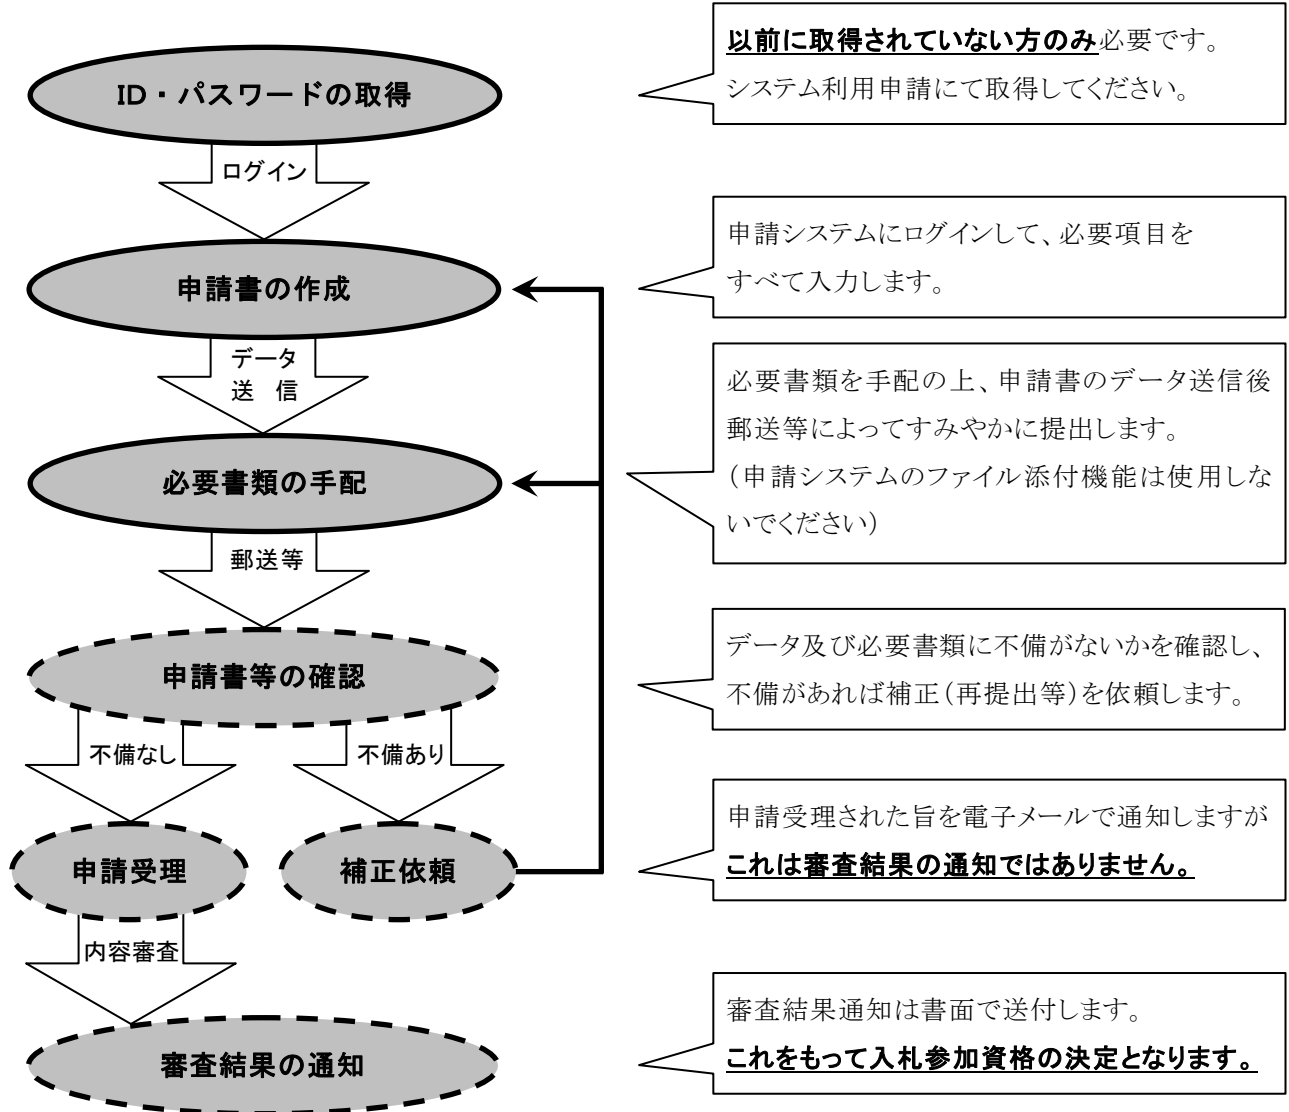 ID・パスワードの取得
以前に取得されていない方のみ必要です。
システム利用申請にて取得してください。
ログイン
申請書の作成
申請システムにログインして、必要項目を
すべて入力します。
データ
送 信
必要書類の手配
必要書類を手配の上、申請書のデータ送信後
郵送等によってすみやかに提出します。
(申請システムのファイル添付機能は使用しな
いでください)
郵送等
申請書等の確認
データ及び必要書類に不備がないかを確認し、
不備があれば補正(再提出等)を依頼します。
不備なし
不備あり
申請受理
補正依頼
申請受理された旨を電子メールで通知しますが
これは審査結果の通知ではありません。
内容審査
審査結果の通知
審査結果通知は書面で送付します。
これをもって入札参加資格の決定となります。